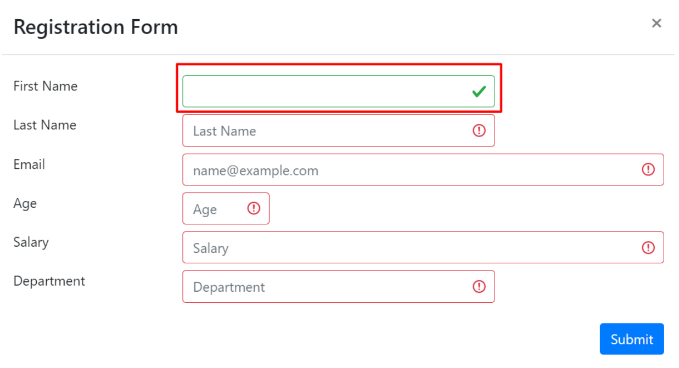 Registration Form ×
First Name
Last Name Last Name
Email name@example.com
Age Age
Salary Salary
Department Department
Submit